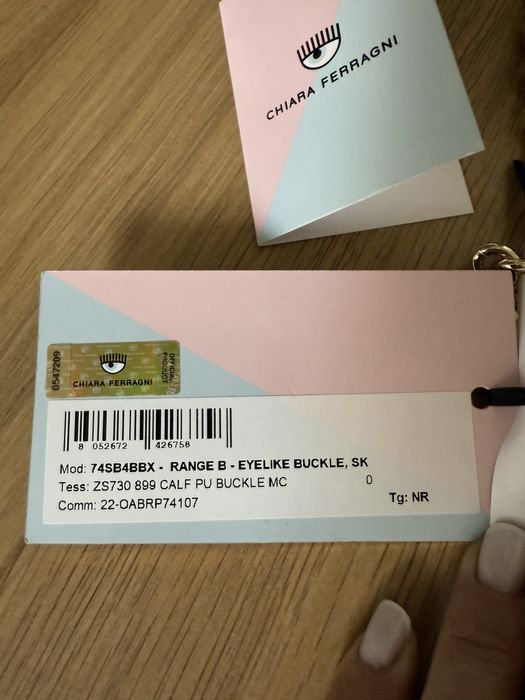 CHIARA FERRAGNI
0547209
CHIARA FERRAGNI
OFFICIAL
PRODUCT
8 052672 426758
Mod: 74SB4BBX - RANGE B - EYELIKE BUCKLE, SK
Tess: ZS730 899 CALF PU BUCKLE MC 0
Comm: 22-OABRP74107 Tg: NR